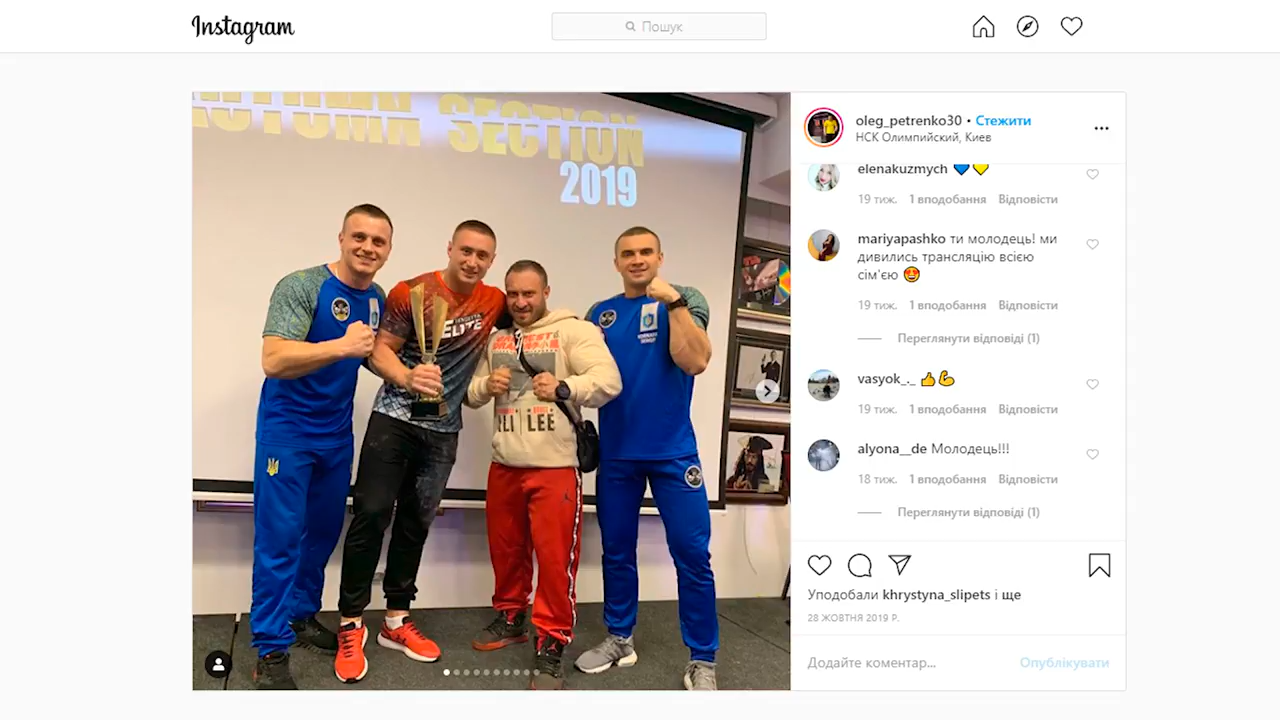 Instagram
Пошук
AUTUMN SECTION
2019
ELITE
LEE
oleg_petrenko30 • Стежити
НСК Олимпийский, Киев
elenakuzmych 💙💛
19 тиж. 1 вподобання Відповісти
mariyapashko ти молодець! ми
дивились трансляцію всією
сім'єю 😍
19 тиж. 1 вподобання Відповісти
Переглянути відповіді (1)
vasyok_._ 👍💪
19 тиж. 1 вподобання Відповісти
alyona__de Молодець!!!
18 тиж. 1 вподобання Відповісти
Переглянути відповіді (1)
Уподобали khrystyna_slipets і ще
28 ЖОВТНЯ 2019 Р.
Додайте коментар...
Опублікувати